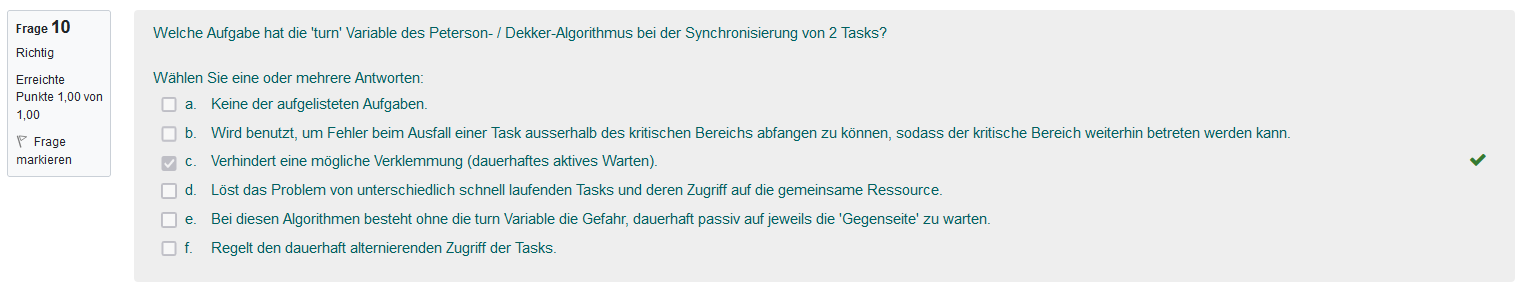 Frage 10
Richtig
Erreichte
Punkte 1,00 von
1,00
Frage
markieren
Welche Aufgabe hat die 'turn' Variable des Peterson- / Dekker-Algorithmus bei der Synchronisierung von 2 Tasks?
Wählen Sie eine oder mehrere Antworten:
a. Keine der aufgelisteten Aufgaben.
b. Wird benutzt, um Fehler beim Ausfall einer Task ausserhalb des kritischen Bereichs abfangen zu können, sodass der kritische Bereich weiterhin betreten werden kann.
c. Verhindert eine mögliche Verklemmung (dauerhaftes aktives Warten).
d. Löst das Problem von unterschiedlich schnell laufenden Tasks und deren Zugriff auf die gemeinsame Ressource.
e. Bei diesen Algorithmen besteht ohne die turn Variable die Gefahr, dauerhaft passiv auf jeweils die 'Gegenseite' zu warten.
f. Regelt den dauerhaft alternierenden Zugriff der Tasks.